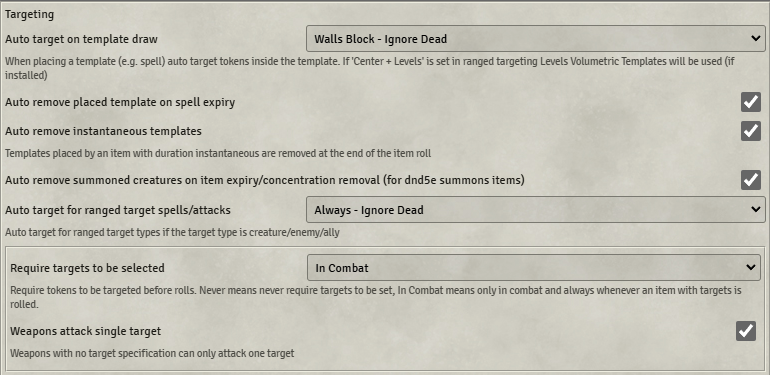 Targeting
Auto target on template draw
Walls Block - Ignore Dead
When placing a template (e.g. spell) auto target tokens inside the template. If 'Center + Levels' is set in ranged targeting Levels Volumetric Templates will be used (if
installed)
Auto remove placed template on spell expiry
Auto remove instantaneous templates
Templates placed by an item with duration instantaneous are removed at the end of the item roll
Auto remove summoned creatures on item expiry/concentration removal (for dnd5e summons items)
Auto target for ranged target spells/attacks
Always - Ignore Dead
Auto target for ranged target types if the target type is creature/enemy/ally
Require targets to be selected
In Combat
Require tokens to be targeted before rolls. Never means never require targets to be set, In Combat means only in combat and always whenever an item with targets is
rolled.
Weapons attack single target
Weapons with no target specification can only attack one target